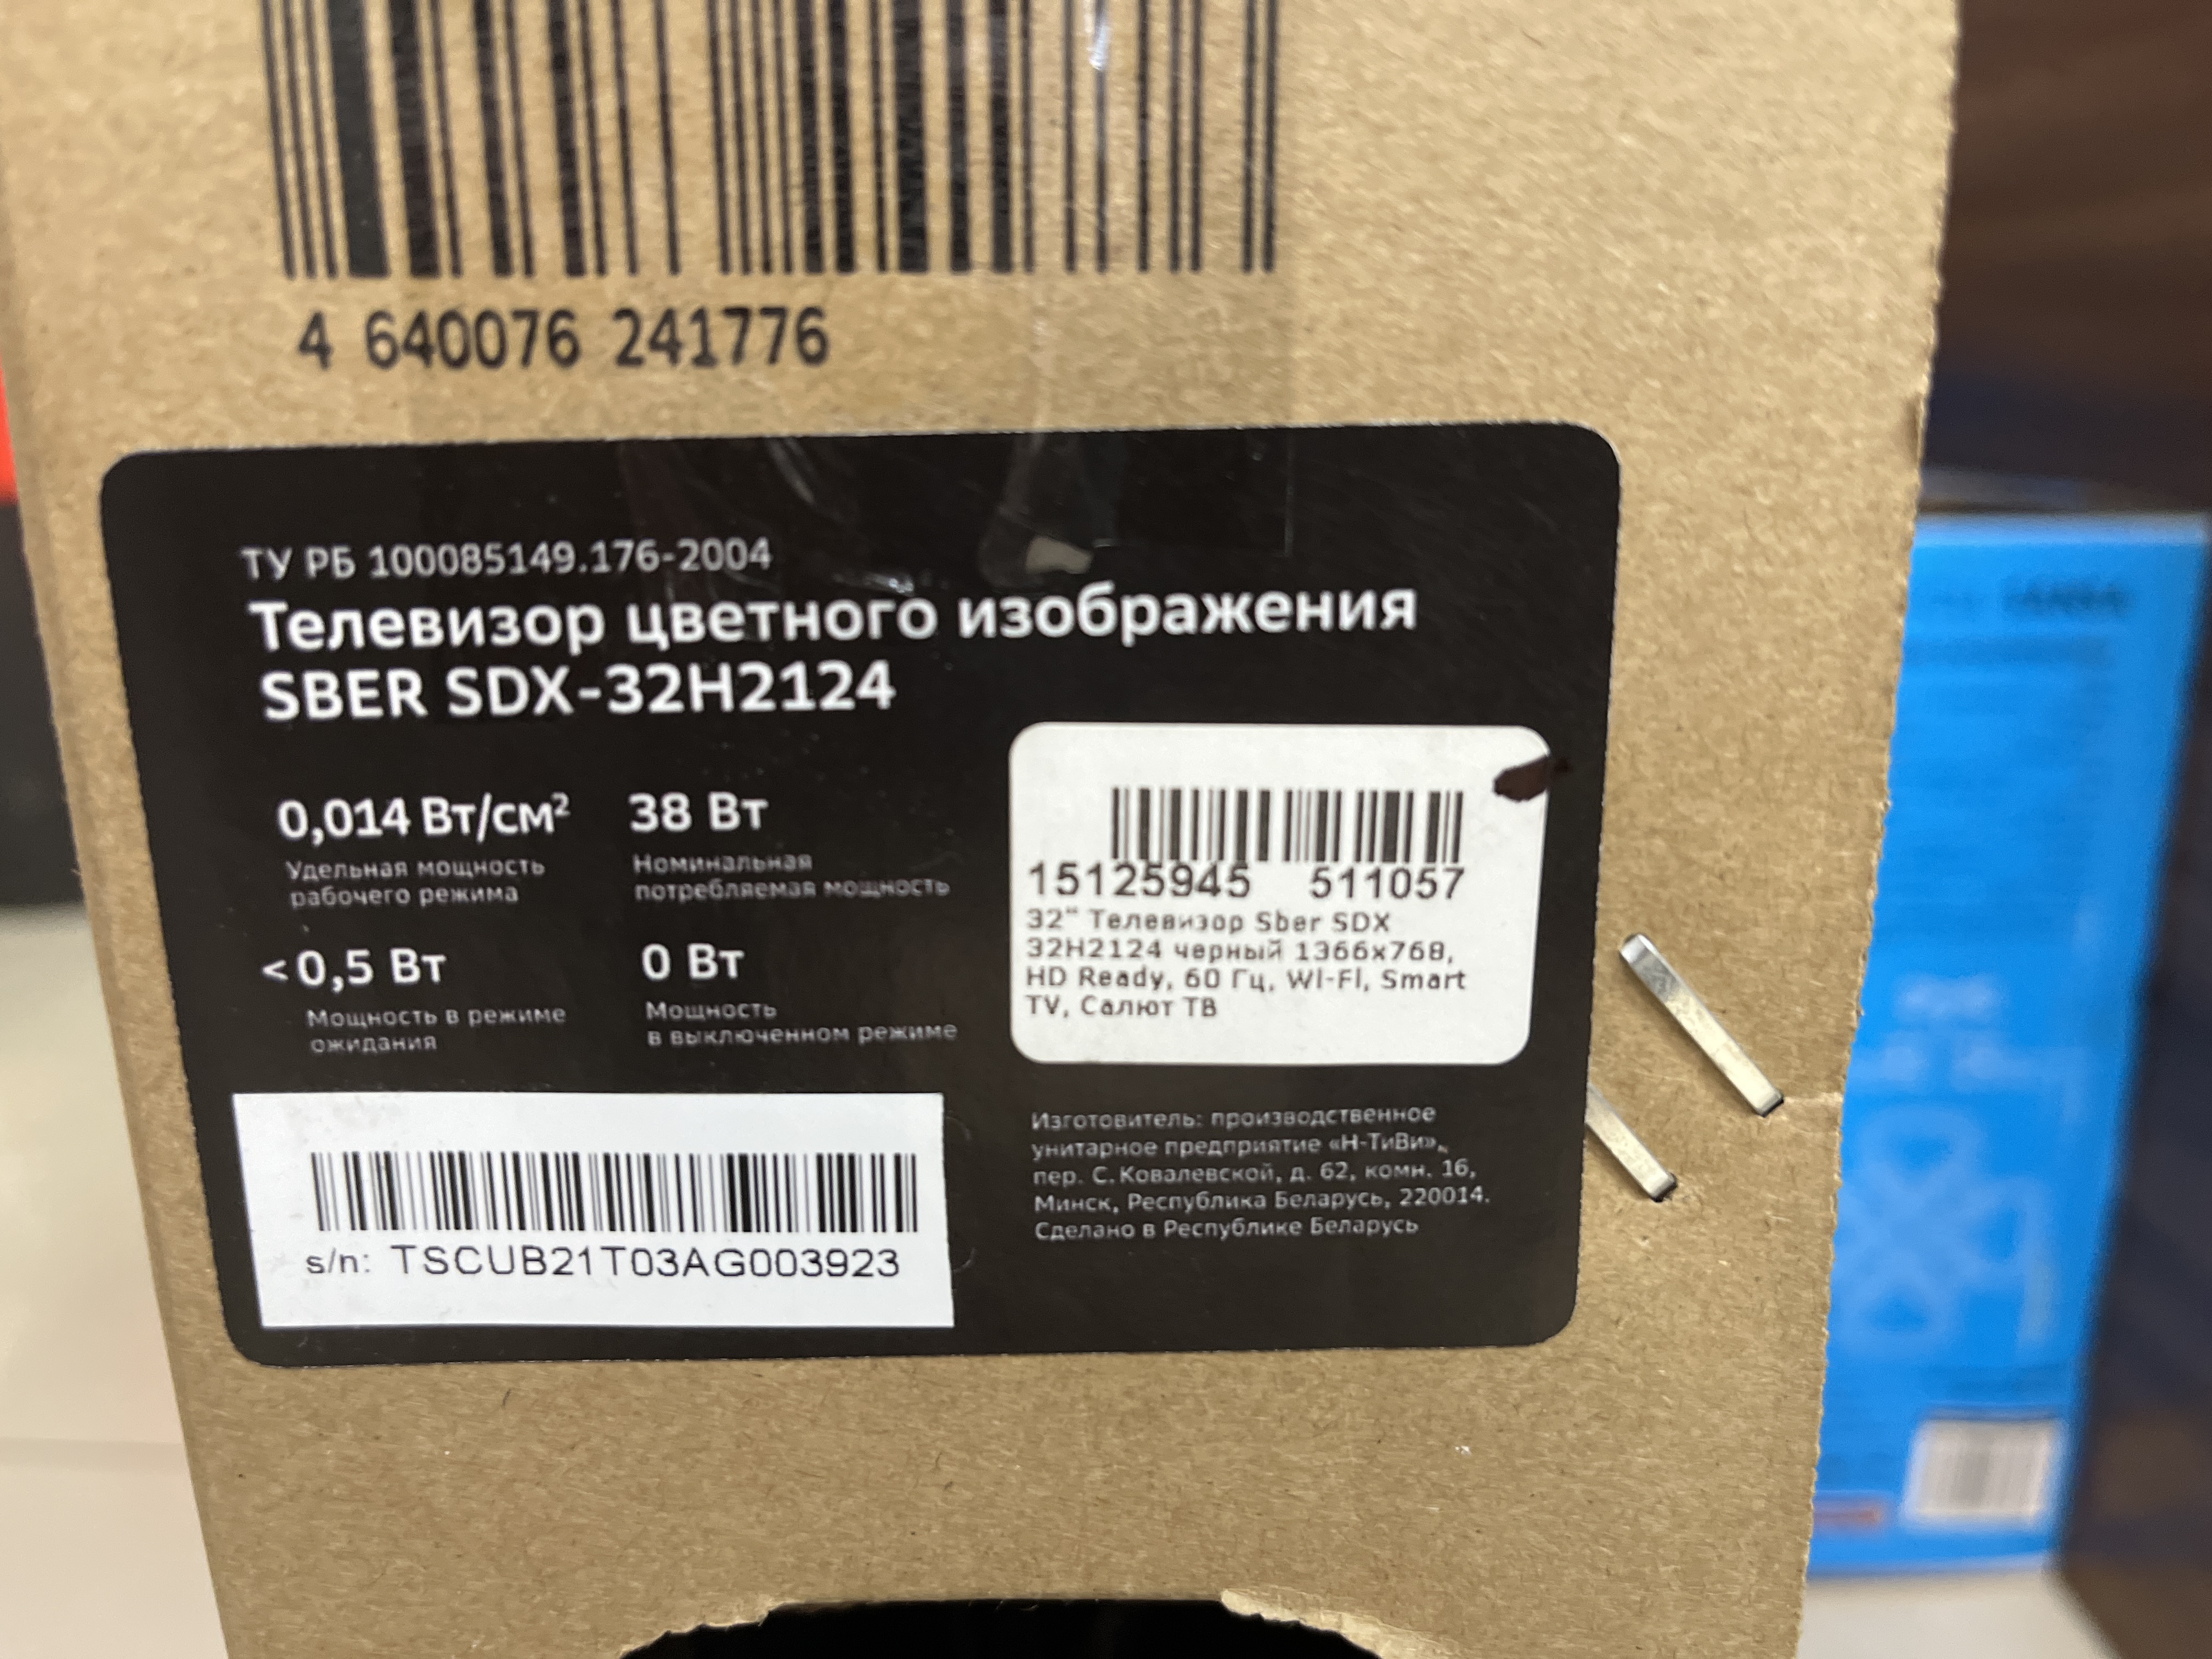 4 640076 241776
ТУ РБ 100085149.176-2004
Телевизор цветного изображения
SBER SDX-32H2124
0,014 Вт/см²
Удельная мощность
рабочего режима
38 Вт
Номинальная
потребляемая мощность
<0,5 Вт
Мощность в режиме
ожидания
0 Вт
Мощность
в выключенном режиме
15125945 511057
32" Телевизор Sber SDX
32H2124 черный 1366x768,
HD Ready, 60 Гц, WI-FI, Smart
TV, Салют ТВ
s/n: TSCUB21T03AG003923
Изготовитель: производственное
унитарное предприятие «Н-ТиВи»,
пер. С. Ковалевской, д. 62, комн. 16,
Минск, Республика Беларусь, 220014.
Сделано в Республике Беларусь